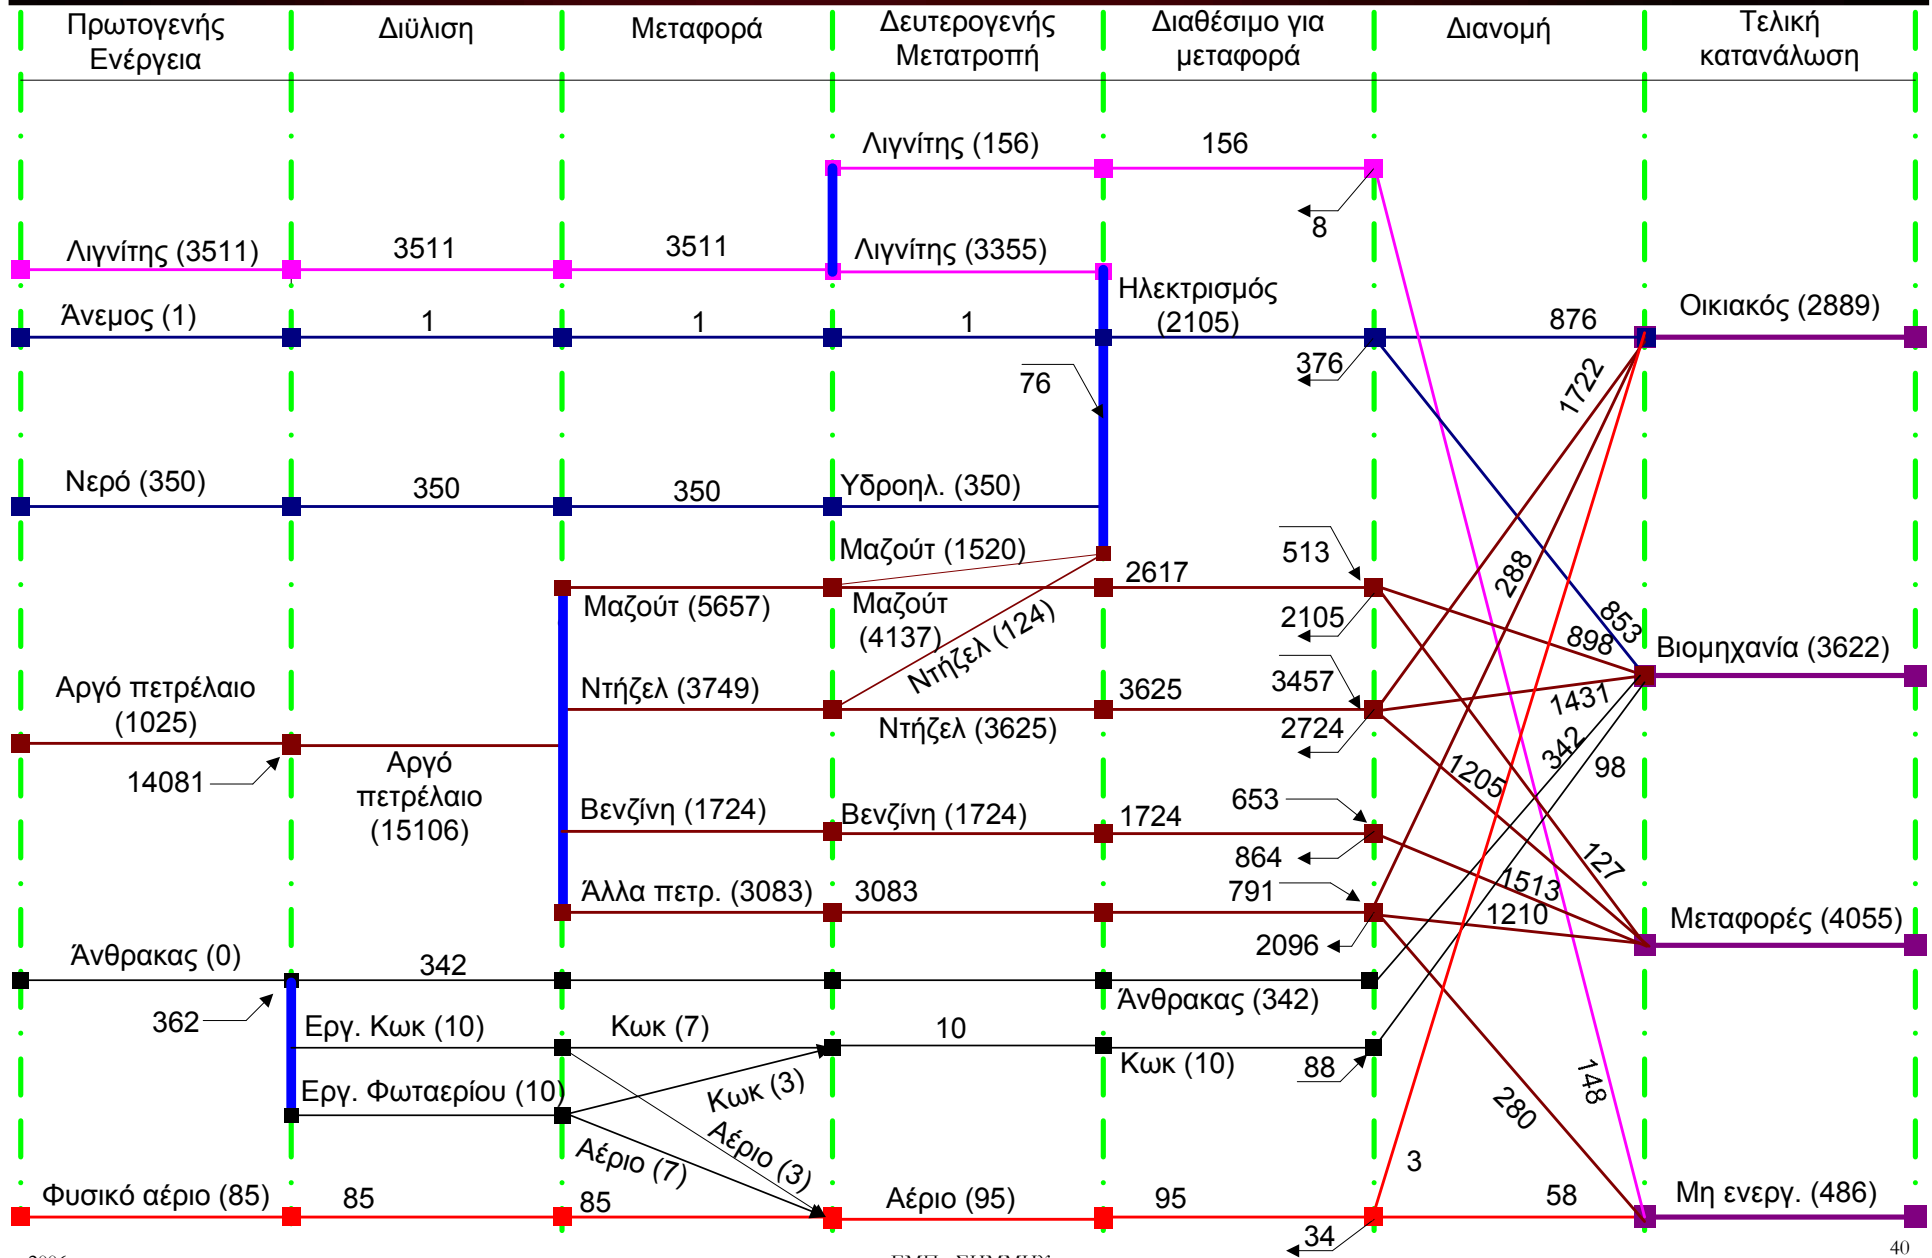 Πρωτογενής
Ενέργεια
Διϋλιση
Μεταφορά
Δευτερογενής
Μετατροπή
Διαθέσιμο για
μεταφορά
Διανομή
Τελική
κατανάλωση
Λιγνίτης (156)
156
8
Λιγνίτης (3511)
3511
3511
Λιγνίτης (3355)
Ηλεκτρισμός
(2105)
Άνεμος (1)
1
1
1
876
Οικιακός (2889)
376
76
1722
Νερό (350)
350
350
Υδροηλ. (350)
Μαζούτ (1520)
2617
513
288
Μαζούτ (5657)
Μαζούτ
(4137)
2105
853
898
Βιομηχανία (3622)
Ντήζελ (124)
Αργό πετρέλαιο
(1025)
Ντήζελ (3749)
3625
3457
1431
Ντήζελ (3625)
2724
342
98
14081
Αργό
πετρέλαιο
(15106)
1205
Βενζίνη (1724)
Βενζίνη (1724)
1724
653
864
127
Άλλα πετρ. (3083)
3083
791
1513
1210
Μεταφορές (4055)
2096
Άνθρακας (0)
342
Άνθρακας (342)
362
Εργ. Κωκ (10)
Κωκ (7)
10
Κωκ (10)
88
Εργ. Φωταερίου (10)
Κωκ (3)
148
280
Αέριο (3)
Αέριο (7)
3
Φυσικό αέριο (85)
85
85
Αέριο (95)
95
58
Μη ενεργ. (486)
34
40